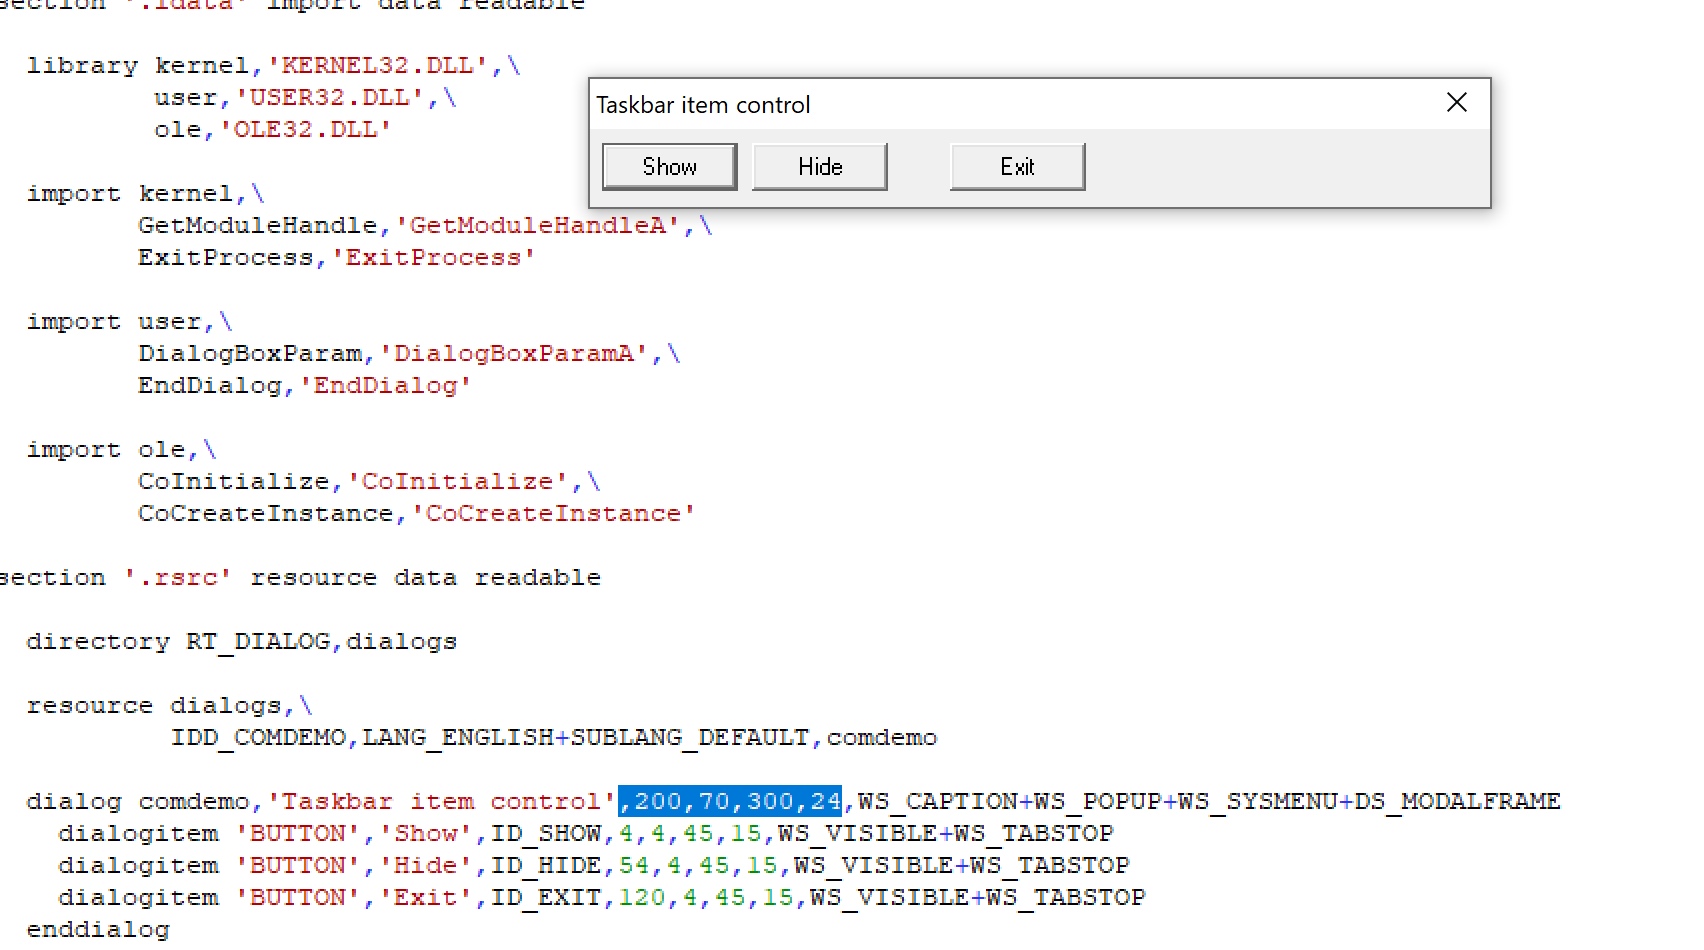 section '.idata' import data readable
library kernel,'KERNEL32.DLL',\
user,'USER32.DLL',\
ole,'OLE32.DLL'
import kernel,\
GetModuleHandle,'GetModuleHandleA',\
ExitProcess,'ExitProcess'
import user,\
DialogBoxParam,'DialogBoxParamA',\
EndDialog,'EndDialog'
import ole,\
CoInitialize,'CoInitialize',\
CoCreateInstance,'CoCreateInstance'
section '.rsrc' resource data readable
directory RT_DIALOG,dialogs
resource dialogs,\
IDD_COMDEMO,LANG_ENGLISH+SUBLANG_DEFAULT,comdemo
dialog comdemo,'Taskbar item control',200,70,300,24,WS_CAPTION+WS_POPUP+WS_SYSMENU+DS_MODALFRAME
dialogitem 'BUTTON','Show',ID_SHOW,4,4,45,15,WS_VISIBLE+WS_TABSTOP
dialogitem 'BUTTON','Hide',ID_HIDE,54,4,45,15,WS_VISIBLE+WS_TABSTOP
dialogitem 'BUTTON','Exit',ID_EXIT,120,4,45,15,WS_VISIBLE+WS_TABSTOP
enddialog
Taskbar item control
Show Hide Exit